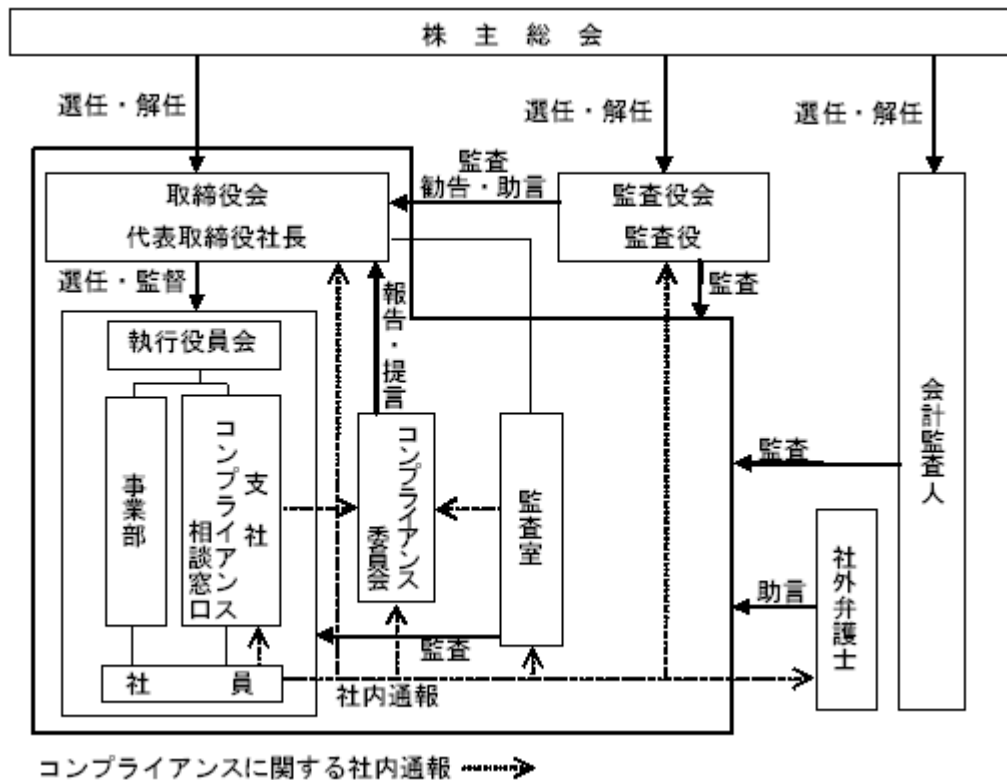 株主総会
選任・解任
選任・解任
選任・解任
監査
勧告・助言
取締役会
代表取締役社長
監査役会
監査役
選任・監督
監査
報告・提言
執行役員会
事業部
支社
コンプライアンス
相談窓口
コンプライアンス
委員会
監査室
会計監査人
監査
社外弁護士
助言
監査
社員
社内通報
コンプライアンスに関する社内通報